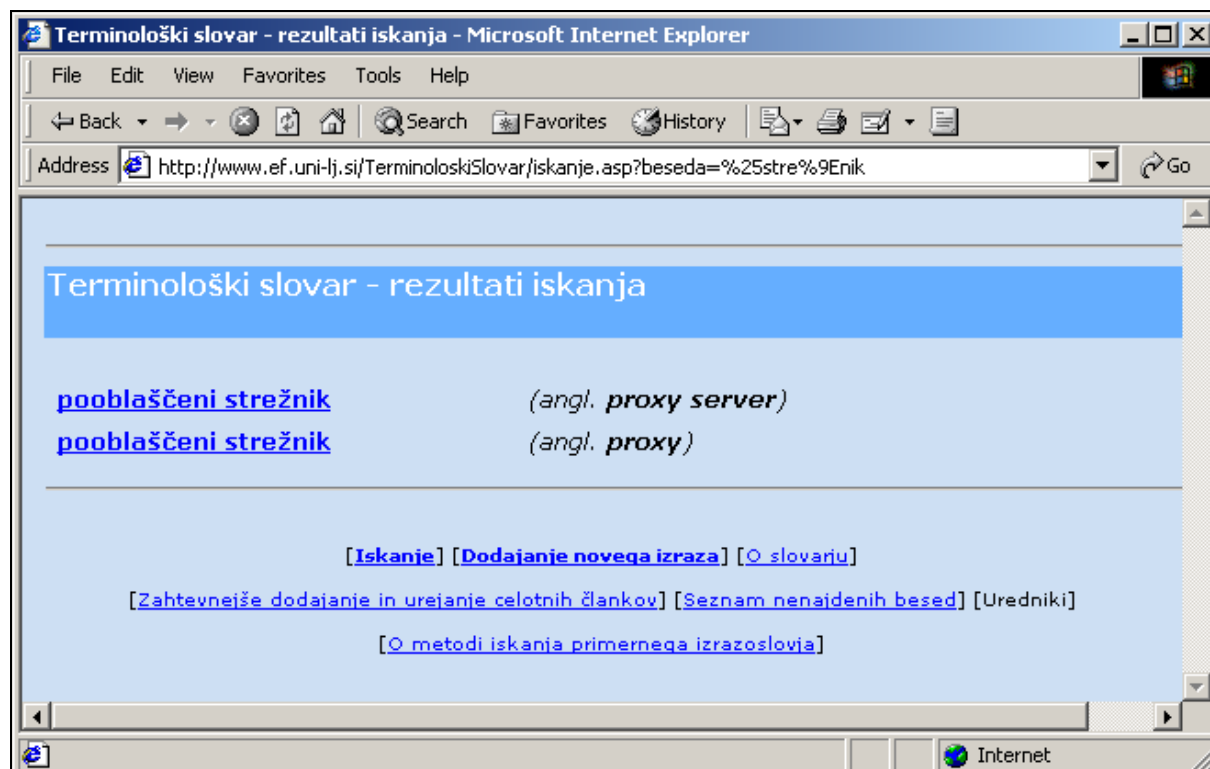 Terminološki slovar - rezultati iskanja - Microsoft Internet Explorer
File Edit View Favorites Tools Help
Back Search Favorites History
Address http://www.ef.uni-lj.si/TerminoloskiSlovar/iskanje.asp?beseda=%25stre%9Enik Go
Terminološki slovar - rezultati iskanja
pooblaščeni strežnik (angl. proxy server)
pooblaščeni strežnik (angl. proxy)
[Iskanje] [Dodajanje novega izraza] [O slovarju]
[Zahtevnejše dodajanje in urejanje celotnih člankov] [Seznam nenajdenih besed] [Uredniki]
[O metodi iskanja primernega izrazoslovja]
Internet